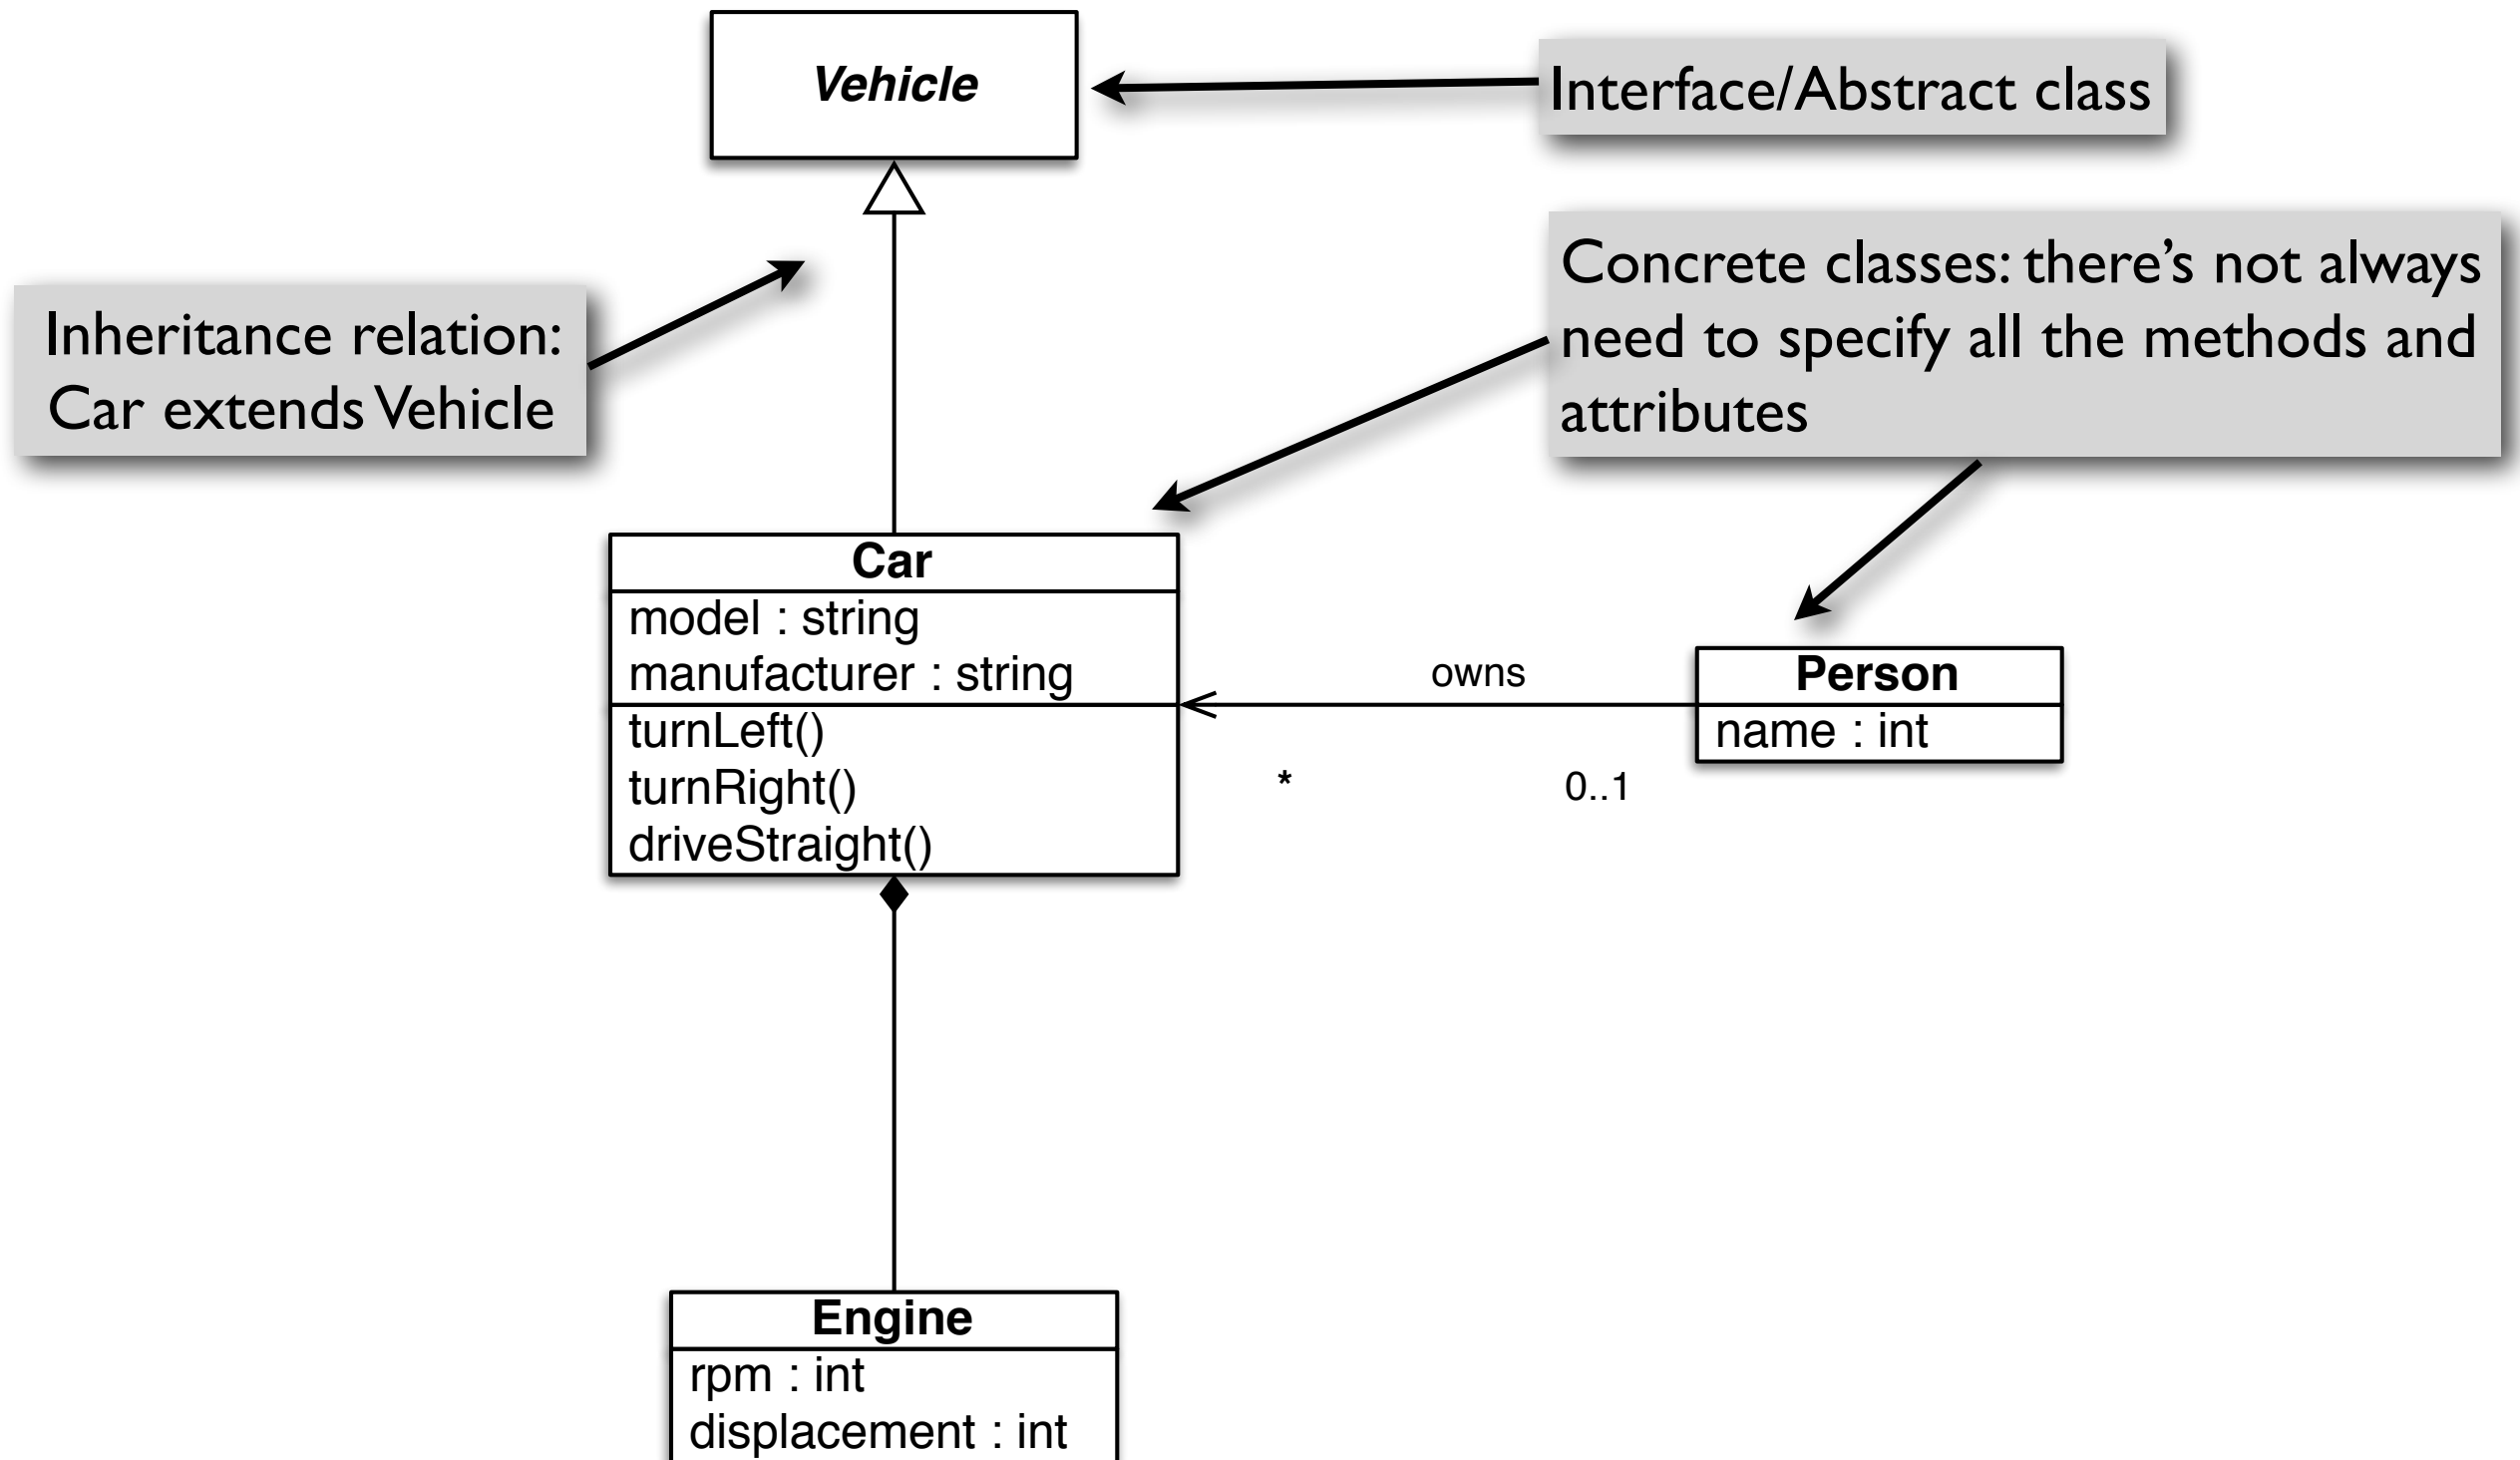 Vehicle
Interface/Abstract class
Inheritance relation:
Car extends Vehicle
Concrete classes: there’s not always
need to specify all the methods and
attributes
Car
model : string
manufacturer : string
turnLeft()
turnRight()
driveStraight()
owns
*
0..1
Person
name : int
Engine
rpm : int
displacement : int